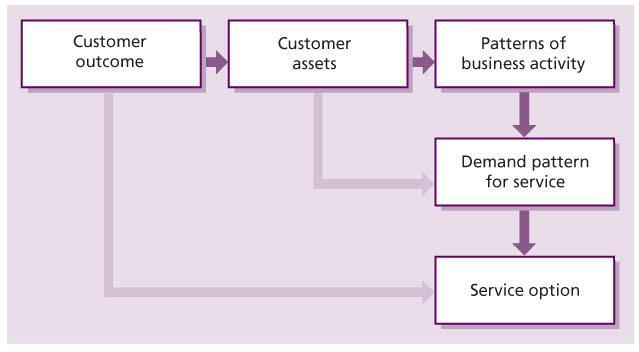 Customer
outcome
Customer
assets
Patterns of
business activity
Demand pattern
for service
Service option